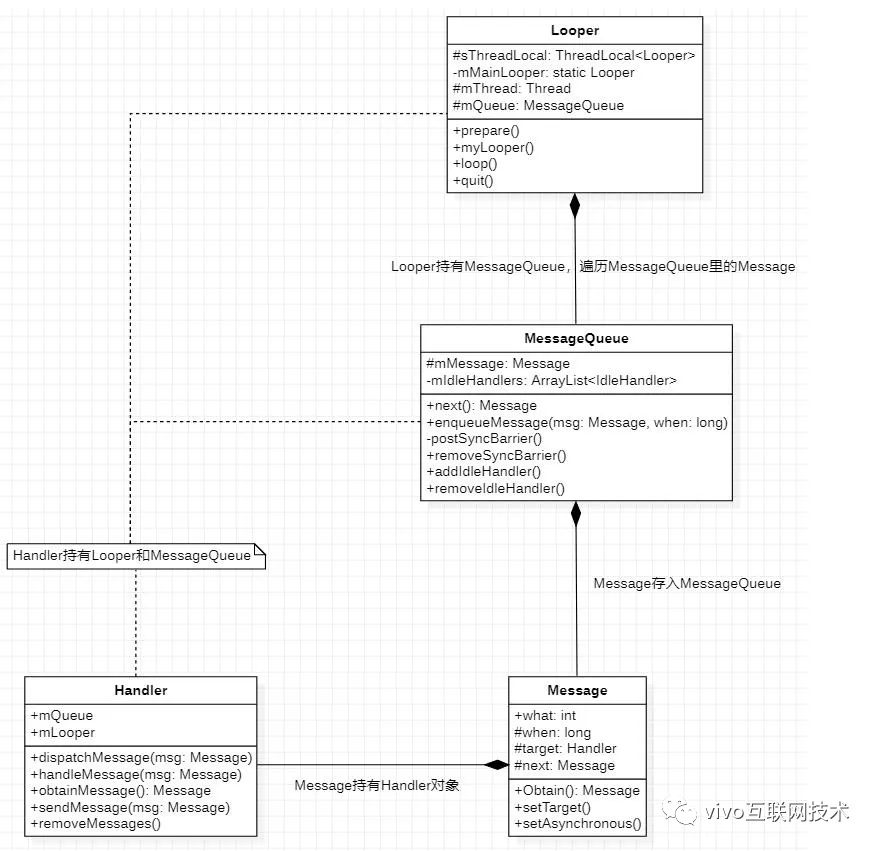 Looper
#sThreadLocal: ThreadLocal<Looper>
-mMainLooper: static Looper
#mThread: Thread
#mQueue: MessageQueue
+prepare()
+myLooper()
+loop()
+quit()
Looper持有MessageQueue，遍历MessageQueue里的Message
MessageQueue
#mMessage: Message
-mIdleHandlers: ArrayList<IdleHandler>
+next(): Message
+enqueueMessage(msg: Message, when: long)
-postSyncBarrier()
+removeSyncBarrier()
+addIdleHandler()
+removeIdleHandler()
Handler持有Looper和MessageQueue
Message存入MessageQueue
Handler
+mQueue
+mLooper
+dispatchMessage(msg: Message)
+handleMessage(msg: Message)
+obtainMessage(): Message
+sendMessage(msg: Message)
+removeMessages()
Message持有Handler对象
Message
+what: int
#when: long
#target: Handler
#next: Message
+Obtain(): Message
+setTarget()
+setAsynchronous()
vivo互联网技术